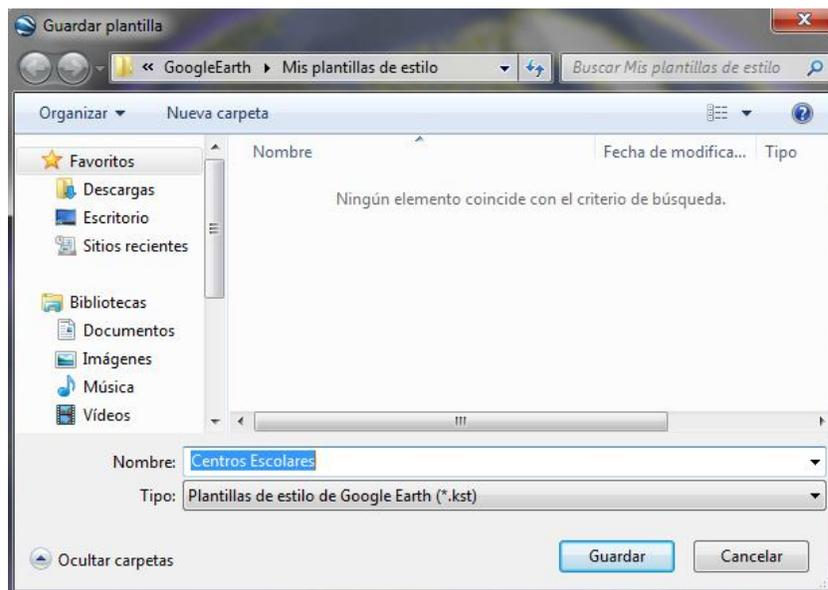 Guardar plantilla
« GoogleEarth Mis plantillas de estilo Buscar Mis plantillas de estilo
Organizar Nueva carpeta
Favoritos
Descargas
Escritorio
Sitios recientes
Bibliotecas
Documentos
Imágenes
Música
Vídeos
Nombre Fecha de modifica... Tipo
Ningún elemento coincide con el criterio de búsqueda.
Nombre: Centros Escolares
Tipo: Plantillas de estilo de Google Earth (*.kst)
Ocultar carpetas Guardar Cancelar